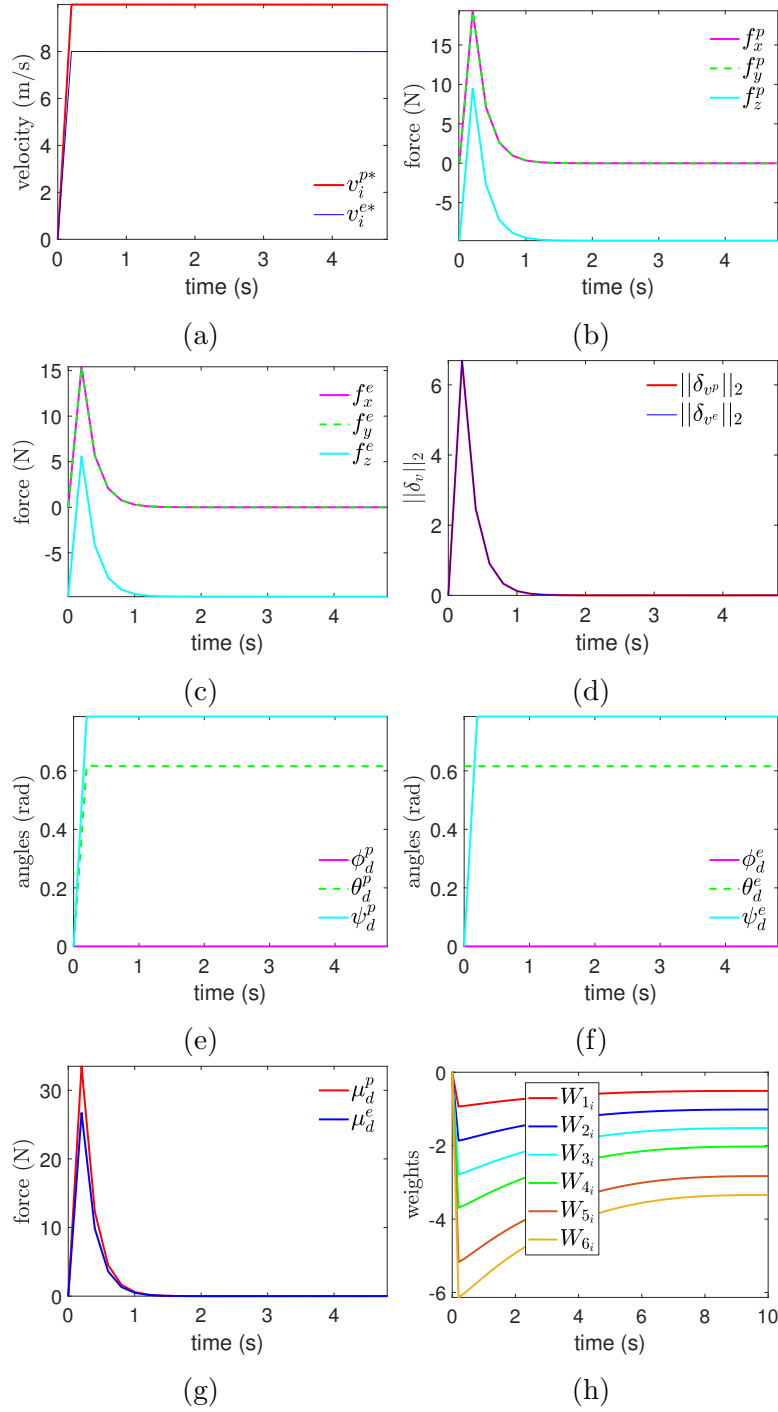 8
6
4
2
0
velocity (m/s)
v_i^{p*}
v_i^{e*}
0 1 2 3 4
time (s)
(a)
15
10
5
0
-5
force (N)
f_x^p
f_y^p
f_z^p
0 1 2 3 4
time (s)
(b)
15
10
5
0
-5
force (N)
f_x^e
f_y^e
f_z^e
0 1 2 3 4
time (s)
(c)
6
4
2
0
||δ_v||_2
||δ_{v^p}||_2
||δ_{v^e}||_2
0 1 2 3 4
time (s)
(d)
0.6
0.4
0.2
0
angles (rad)
ϕ_d^p
θ_d^p
ψ_d^p
0 1 2 3 4
time (s)
(e)
0.6
0.4
0.2
0
angles (rad)
ϕ_d^e
θ_d^e
ψ_d^e
0 1 2 3 4
time (s)
(f)
30
20
10
0
force (N)
μ_d^p
μ_d^e
0 1 2 3 4
time (s)
(g)
0
-2
-4
-6
weights
W_{1_i}
W_{2_i}
W_{3_i}
W_{4_i}
W_{5_i}
W_{6_i}
0 2 4 6 8 10
time (s)
(h)